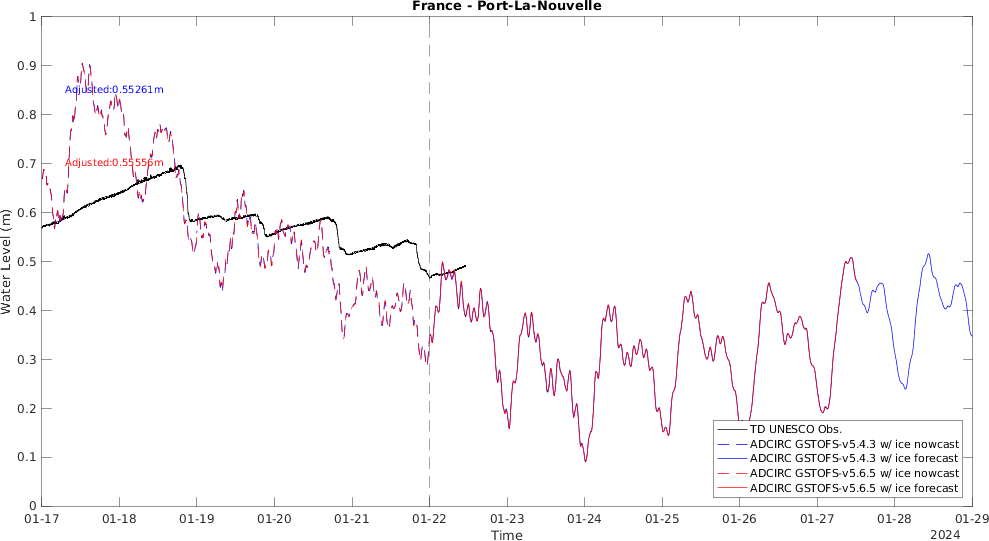 France - Port-La-Nouvelle
1
0.9
0.8
0.7
0.6
0.5
0.4
0.3
0.2
0.1
0
Water Level (m)
Adjusted:0.55261m
Adjusted:0.55556m
TD UNESCO Obs.
ADCIRC GSTOFS-v5.4.3 w/ ice nowcast
ADCIRC GSTOFS-v5.4.3 w/ ice forecast
ADCIRC GSTOFS-v5.6.5 w/ ice nowcast
ADCIRC GSTOFS-v5.6.5 w/ ice forecast
01-17 01-18 01-19 01-20 01-21 01-22 01-23 01-24 01-25 01-26 01-27 01-28 01-29
Time
2024